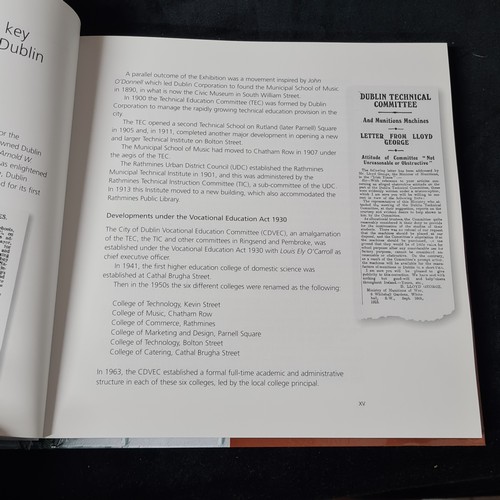 key
Dublin
or the
owned Dublin
Arnold W.
was enlightened
y, Dublin
d for its first
A parallel outcome of the Exhibition was a movement inspired by John
O'Donnell which led Dublin Corporation to found the Municipal School of Music
in 1890, in what is now the Civic Museum in South William Street.
In 1900 the Technical Education Committee (TEC) was formed by Dublin
Corporation to manage the rapidly growing technical education provision in the
city.
The TEC opened a second Technical School on Rutland (later Parnell) Square
in 1905 and, in 1911, completed another major development in opening a new
and larger Technical Institute on Bolton Street.
The Municipal School of Music had moved to Chatham Row in 1907 under
the aegis of the TEC.
The Rathmines Urban District Council (UDC) established the Rathmines
Municipal Technical Institute in 1901, and this was administered by the
Rathmines Technical Instruction Committee (TIC), a sub-committee of the UDC.
In 1913 this Institute moved to a new building, which also accommodated the
Rathmines Public Library.
Developments under the Vocational Education Act 1930
The City of Dublin Vocational Education Committee (CDVEC), an amalgamation
of the TEC, the TIC and other committees in Ringsend and Pembroke, was
established under the Vocational Education Act 1930 with Louis Ely O'Carroll as
chief executive officer.
In 1941, the first higher education college of domestic science was
established at Cathal Brugha Street.
Then in the 1950s the six different colleges were renamed as the following:
College of Technology, Kevin Street
College of Music, Chatham Row
College of Commerce, Rathmines
College of Marketing and Design, Parnell Square
College of Technology, Bolton Street
College of Catering, Cathal Brugha Street
In 1963, the CDVEC established a formal full-time academic and administrative
structure in each of these six colleges, led by the local college principal.
xv
DUBLIN TECHNICAL
COMMITTEE
And Munitions Machines
LETTER FROM LLOYD
GEORGE
Attitude of Committee "Not
Unreasonable or Obstructive"